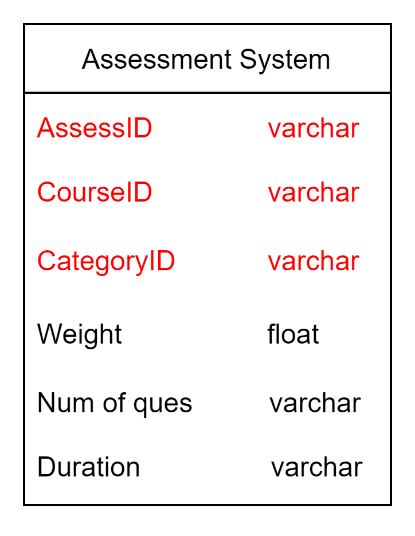 Assessment System
AssessID varchar
CourseID varchar
CategoryID varchar
Weight float
Num of ques varchar
Duration varchar